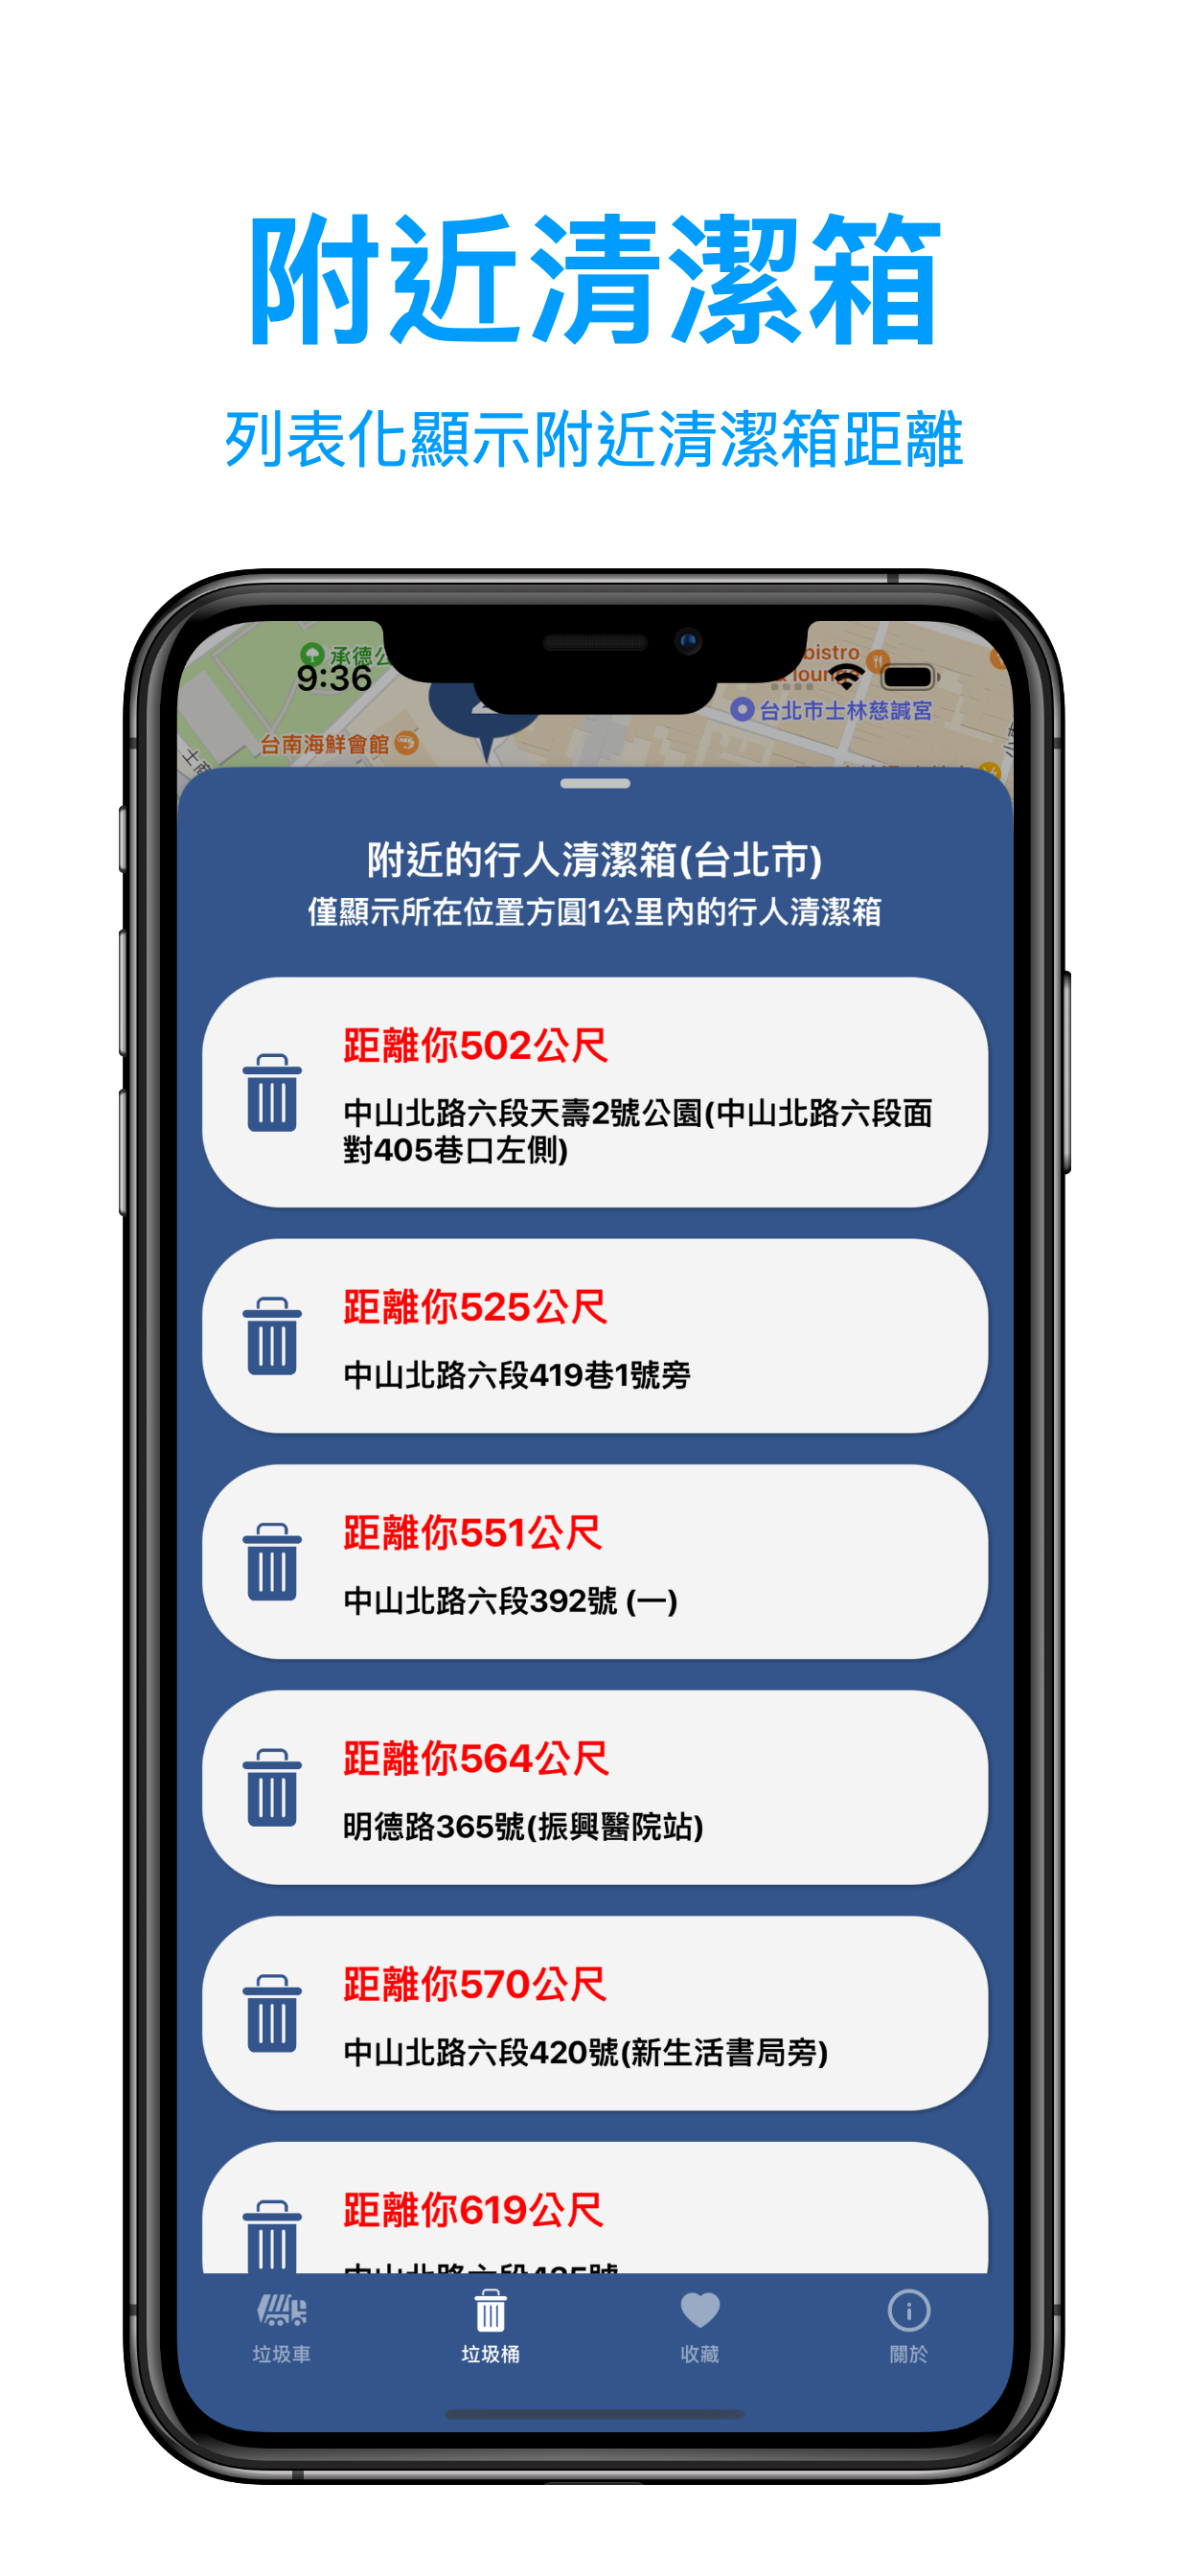 附近清潔箱
列表化顯示附近清潔箱距離
9:36
承德公
bistro
台北市士林慈諴宮
台南海鮮會館
士商
附近的行人清潔箱(台北市)
僅顯示所在位置方圓1公里內的行人清潔箱
距離你502公尺
中山北路六段天壽2號公園(中山北路六段面
對405巷口左側)
距離你525公尺
中山北路六段419巷1號旁
距離你551公尺
中山北路六段392號 (一)
距離你564公尺
明德路365號(振興醫院站)
距離你570公尺
中山北路六段420號(新生活書局旁)
距離你619公尺
垃圾車
垃圾桶
收藏
關於